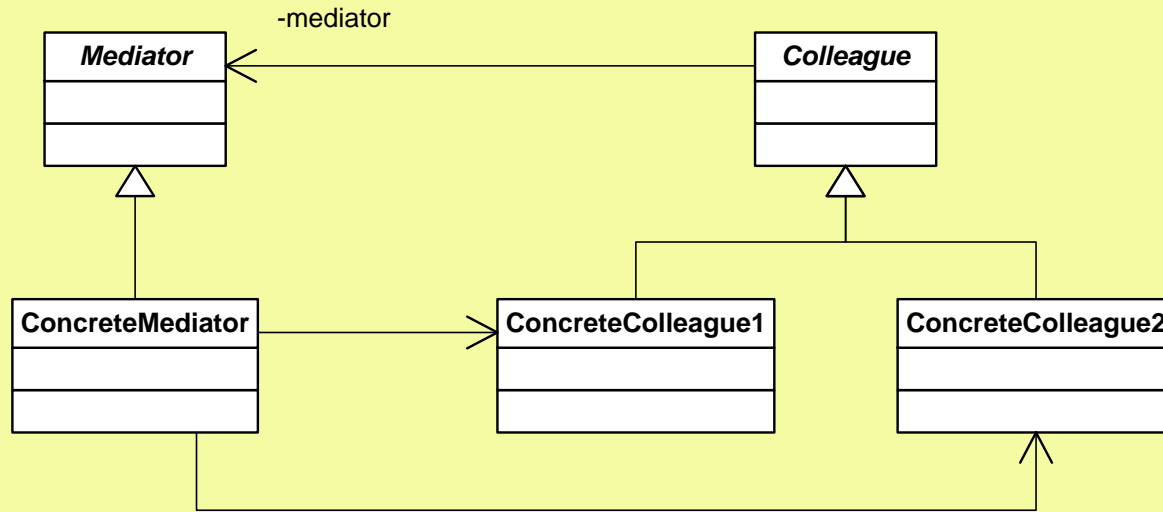 -mediator
Mediator
Colleague
ConcreteMediator
ConcreteColleague1
ConcreteColleague2